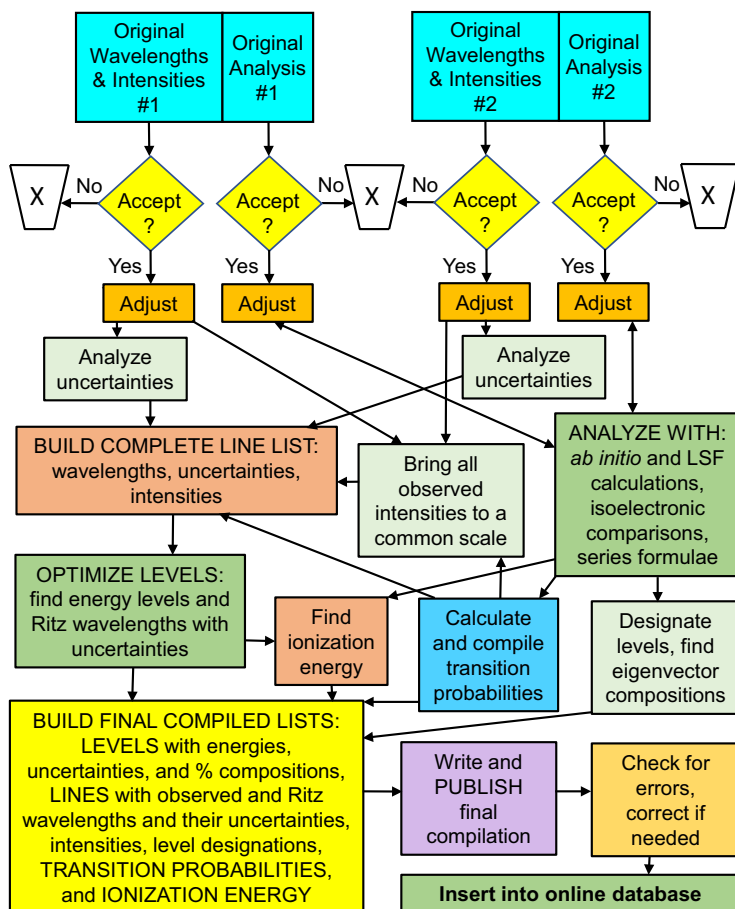 Original
Wavelengths
& Intensities
#1
Original
Analysis
#1
Original
Wavelengths
& Intensities
#2
Original
Analysis
#2
X
No
Accept
?
Accept
?
No
X
No
Accept
?
Accept
?
No
X
Yes
Yes
Yes
Yes
Adjust
Adjust
Adjust
Adjust
Analyze
uncertainties
Analyze
uncertainties
BUILD COMPLETE LINE LIST:
wavelengths, uncertainties,
intensities
Bring all
observed
intensities to a
common scale
ANALYZE WITH:
ab initio and LSF
calculations,
isoelectronic
comparisons,
series formulae
OPTIMIZE LEVELS:
find energy levels and
Ritz wavelengths with
uncertainties
Find
ionization
energy
Calculate
and compile
transition
probabilities
Designate
levels, find
eigenvector
compositions
BUILD FINAL COMPILED LISTS:
LEVELS with energies,
uncertainties, and % compositions,
LINES with observed and Ritz
wavelengths and their uncertainties,
intensities, level designations,
TRANSITION PROBABILITIES,
and IONIZATION ENERGY
Write and
PUBLISH
final
compilation
Check for
errors,
correct if
needed
Insert into online database